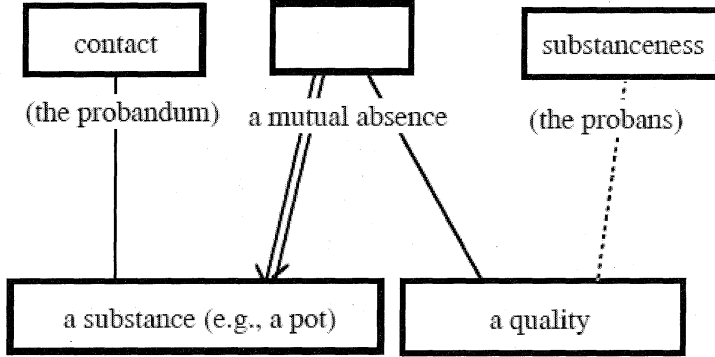 contact
substanceness
(the probandum)
a mutual absence
(the probans)
a substance (e.g., a pot)
a quality